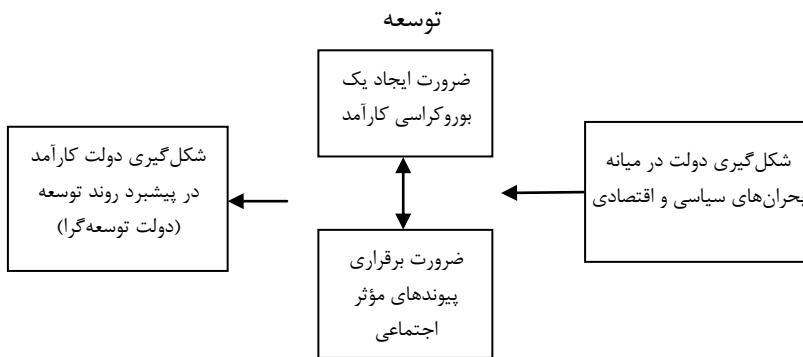 توسعه
شکل‌گیری دولت در میانه
بحران‌های سیاسی و اقتصادی
ضرورت ایجاد یک
بوروکراسی کارآمد
ضرورت برقراری
پیوندهای مؤثر
اجتماعی
شکل‌گیری دولت کارآمد
در پیشبرد روند توسعه
(دولت توسعه‌گرا)